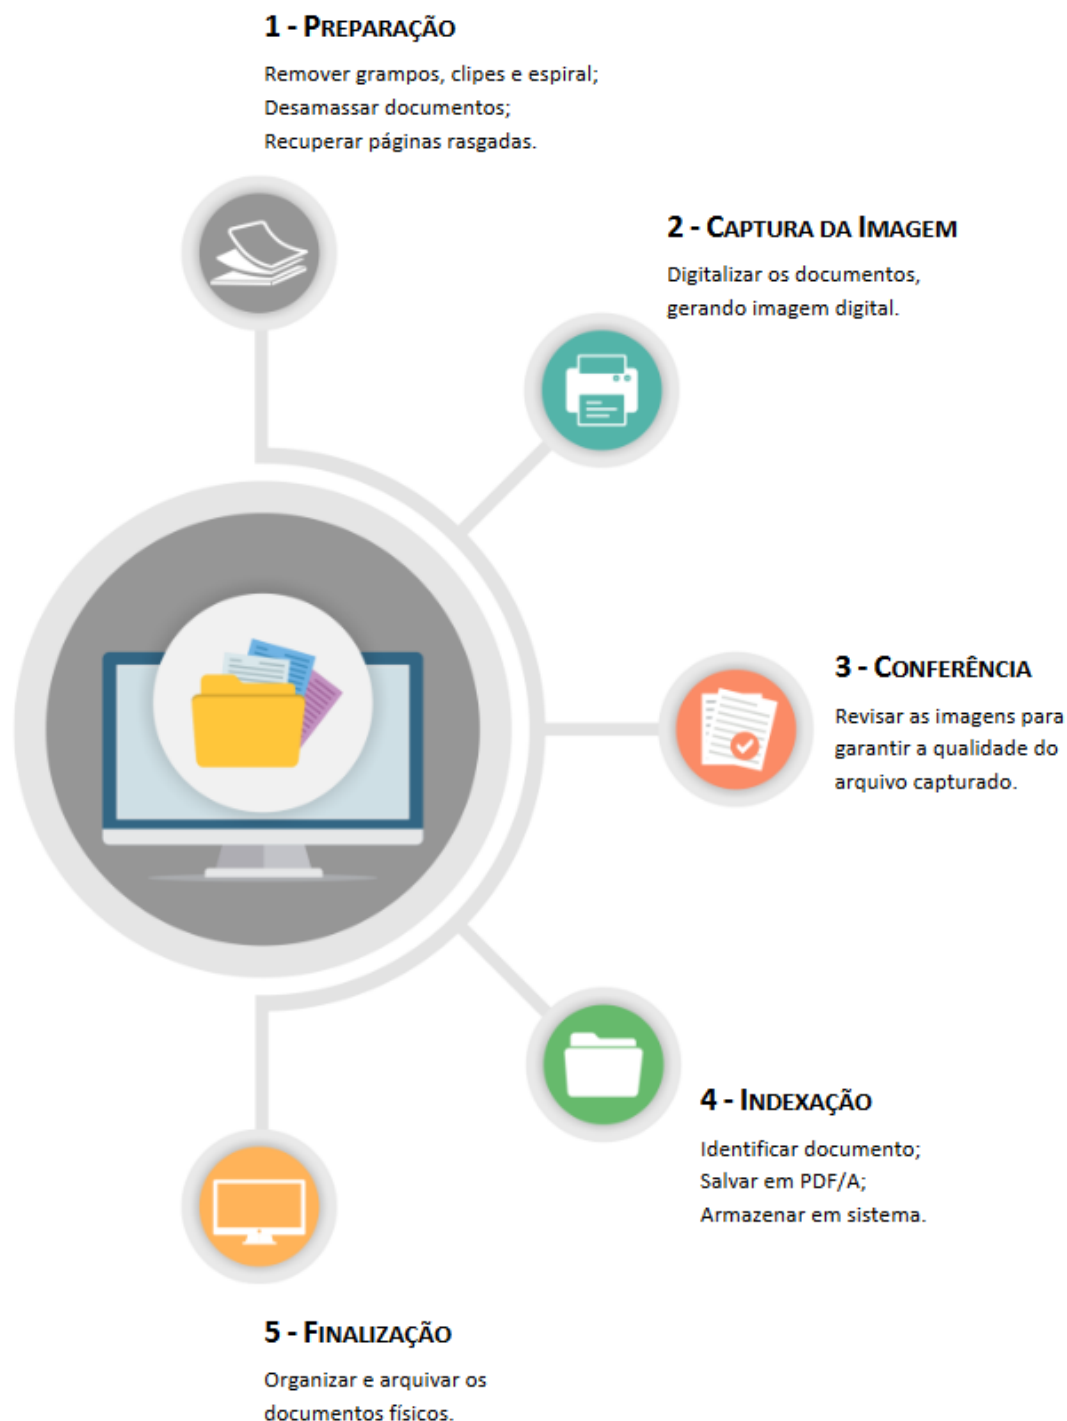 1 - Preparação
Remover grampos, clipes e espiral;
Desamassar documentos;
Recuperar páginas rasgadas.
2 - Captura da Imagem
Digitalizar os documentos,
gerando imagem digital.
3 - Conferência
Revisar as imagens para
garantir a qualidade do
arquivo capturado.
4 - Indexação
Identificar documento;
Salvar em PDF/A;
Armazenar em sistema.
5 - Finalização
Organizar e arquivar os
documentos físicos.